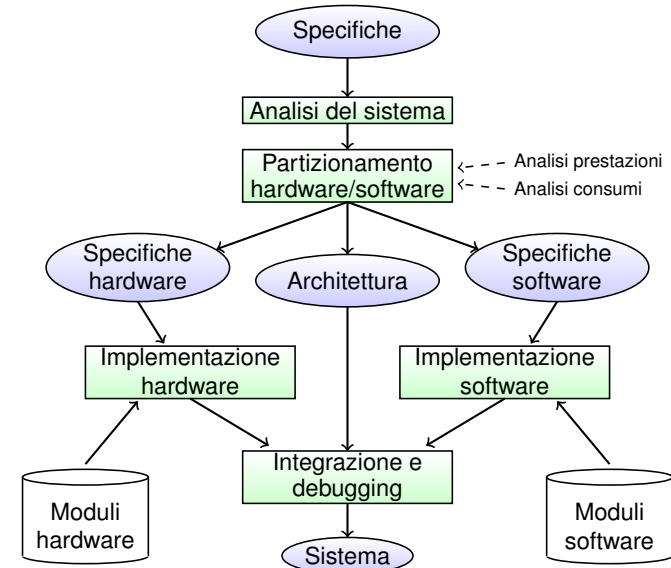 Specifiche
Analisi del sistema
Partizionamento
hardware/software
Analisi prestazioni
Analisi consumi
Specifiche
hardware
Architettura
Specifiche
software
Implementazione
hardware
Implementazione
software
Integrazione e
debugging
Moduli
hardware
Moduli
software
Sistema